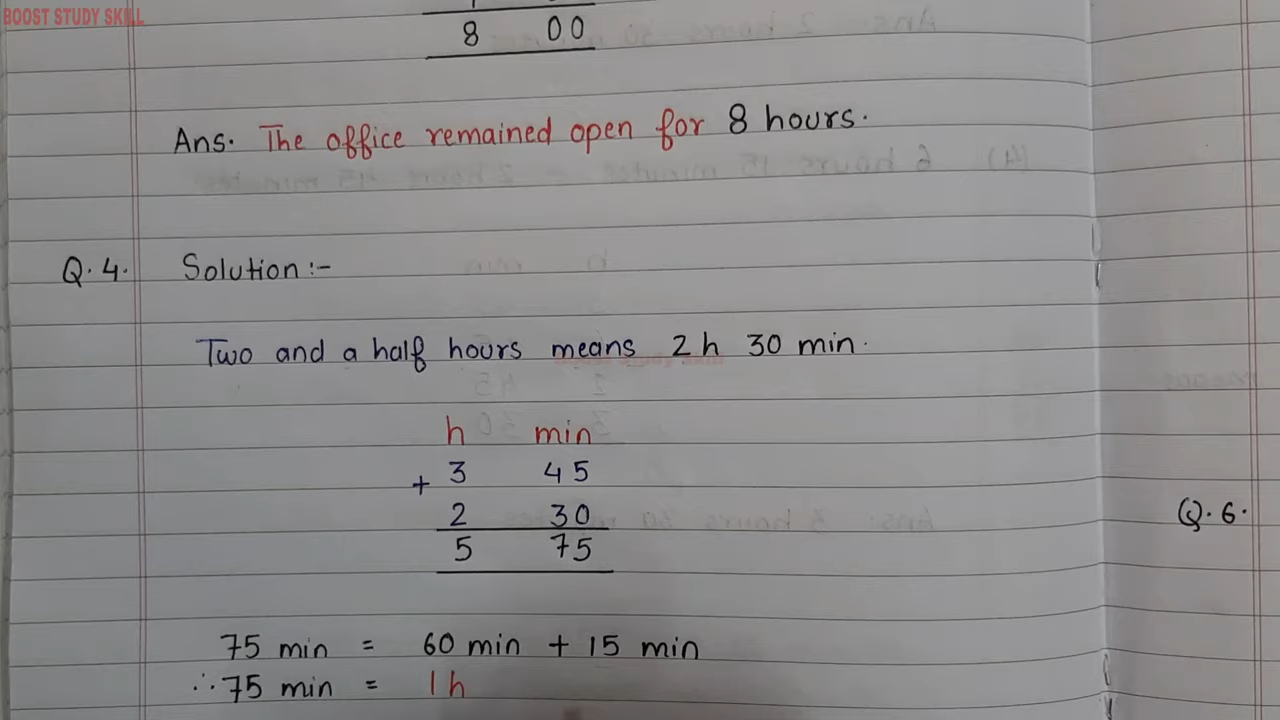 BOOST STUDY SKILL
8 00
Ans. The office remained open for 8 hours.
Q.4. Solution :-
Two and a half hours means 2 h 30 min.
h min
+ 3 45
2 30
5 75
Q.6.
75 min = 60 min + 15 min
∴ 75 min = 1 h